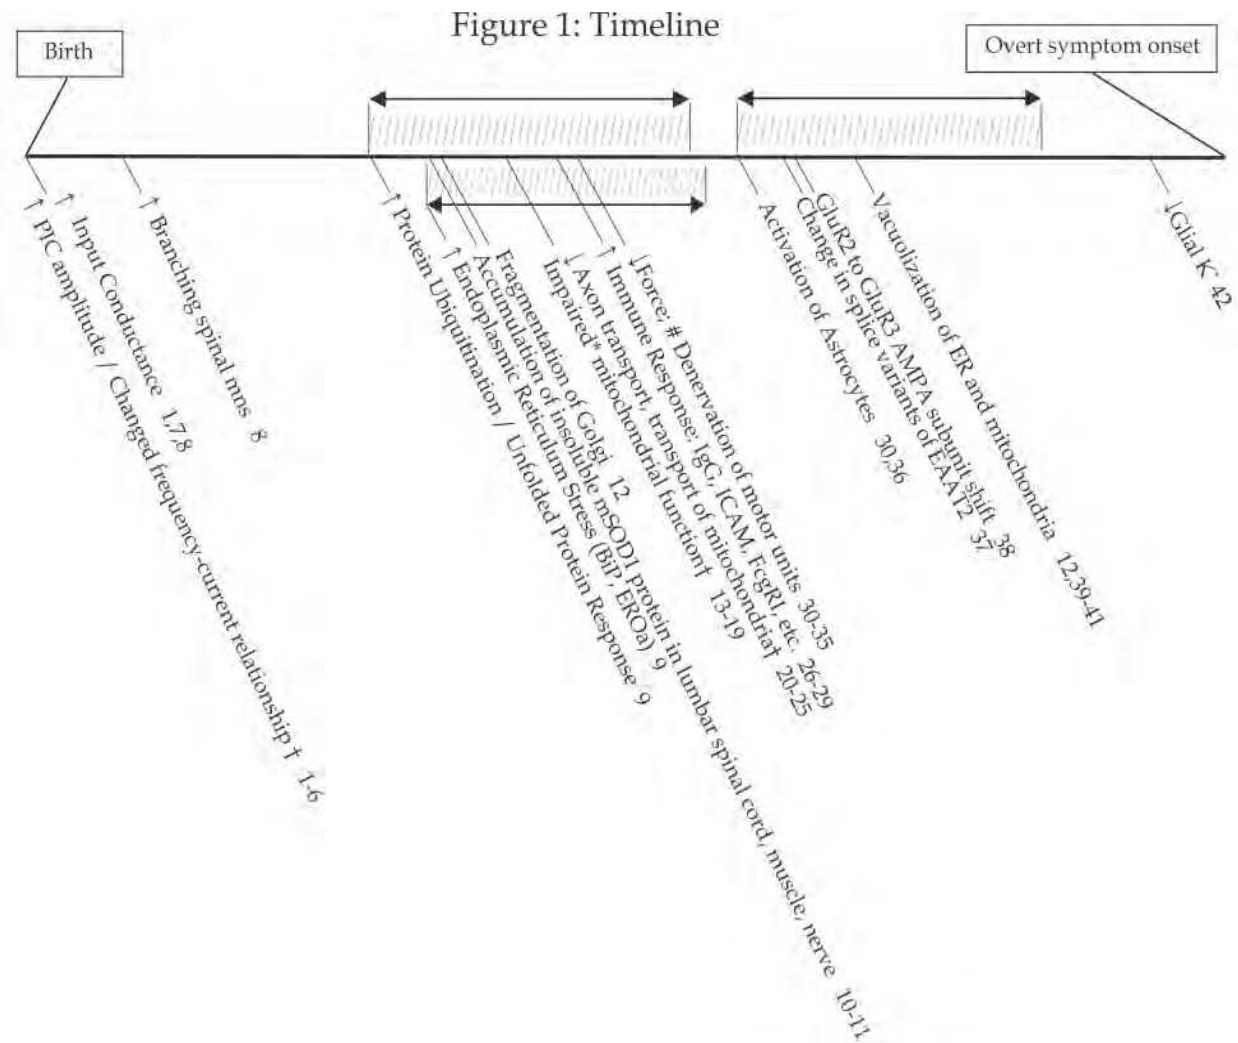 Figure 1: Timeline
Birth
Overt symptom onset
↑ PIC amplitude / Changed frequency-current relationship † 1-6
↑ Input Conductance 1,7,8
↑ Branching spinal mns 8
↑ Protein Ubiquitination / Unfolded Protein Response 9
↑ Endoplasmic Reticulum Stress (BiP, EROa) 9
Accumulation of insoluble mSOD1 protein in lumbar spinal cord, muscle, nerve 10-11
Fragmentation of Golgi 12
Impaired* mitochondrial function† 13-19
↓ Axon transport, transport of mitochondria† 20-25
↑ Immune Response: IgG, ICAM, FcgRI, etc. 26-29
↓Force; # Denervation of motor units 30-35
Activation of Astrocytes 30,36
Change in splice variants of EAAT2 37
GluR2 to GluR3 AMPA subunit shift 38
Vacuolization of ER and mitochondria 12,39-41
↓Glial K 42